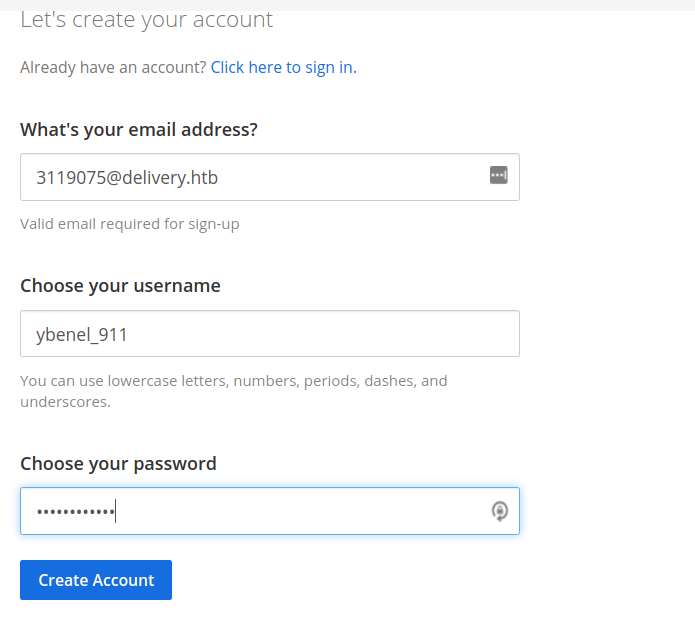 Let's create your account
Already have an account? Click here to sign in.
What's your email address?
3119075@delivery.htb
Valid email required for sign-up
Choose your username
ybenel_911
You can use lowercase letters, numbers, periods, dashes, and
underscores.
Choose your password
••••••••••••
Create Account